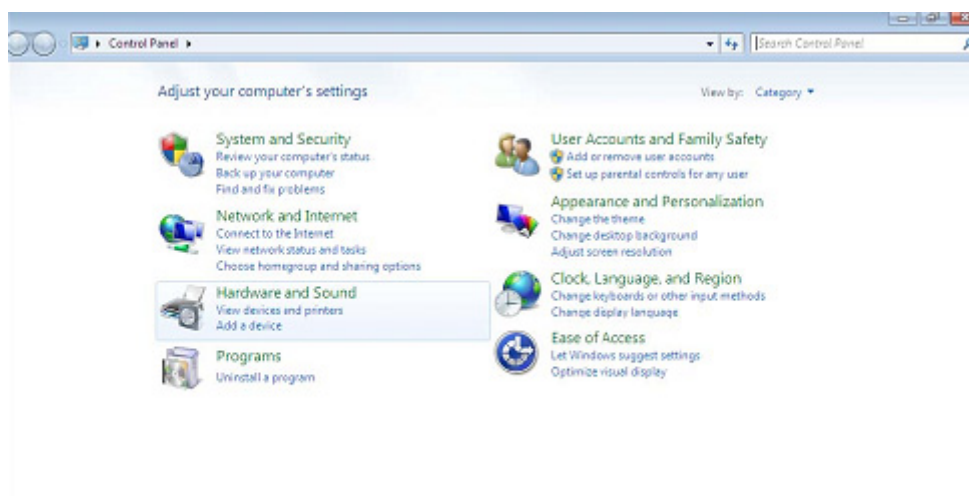 Control Panel
Search Control Panel
Adjust your computer's settings
View by: Category
System and Security
Review your computer's status
Back up your computer
Find and fix problems
Network and Internet
Connect to the Internet
View network status and tasks
Choose homegroup and sharing options
Hardware and Sound
View devices and printers
Add a device
Programs
Uninstall a program
User Accounts and Family Safety
Add or remove user accounts
Set up parental controls for any user
Appearance and Personalization
Change the theme
Change desktop background
Adjust screen resolution
Clock, Language, and Region
Change keyboards or other input methods
Change display language
Ease of Access
Let Windows suggest settings
Optimize visual display